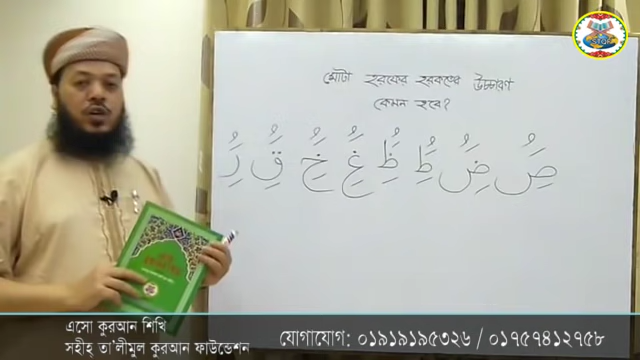 মোটা হরফের হরকতের উচ্চারণ
কেমন হবে?
صَُِ ضَُِ طَُِ ظَُِ غَُِ خَُِ قَُِ رَُِ
এসো কুরআন শিখি
সহীহ্ তা'লীমুল কুরআন ফাউন্ডেশন
যোগাযোগ: ০১৯১৯১৯৫৩২৬ / ০১৭৫৭৪১২৭৫৮